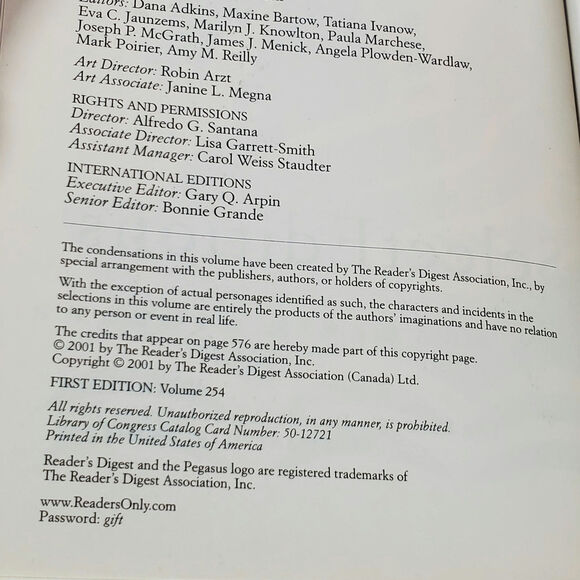 Editors: Dana Adkins, Maxine Bartow, Tatiana Ivanow,
Eva C. Jaunzems, Marilyn J. Knowlton, Paula Marchese,
Joseph P. McGrath, James J. Menick, Angela Plowden-Wardlaw,
Mark Poirier, Amy M. Reilly
Art Director: Robin Arzt
Art Associate: Janine L. Megna
RIGHTS AND PERMISSIONS
Director: Alfredo G. Santana
Associate Director: Lisa Garrett-Smith
Assistant Manager: Carol Weiss Staudter
INTERNATIONAL EDITIONS
Executive Editor: Gary Q. Arpin
Senior Editor: Bonnie Grande
The condensations in this volume have been created by The Reader's Digest Association, Inc., by
special arrangement with the publishers, authors, or holders of copyrights.
With the exception of actual personages identified as such, the characters and incidents in the
selections in this volume are entirely the products of the authors' imaginations and have no relation
to any person or event in real life.
The credits that appear on page 576 are hereby made part of this copyright page.
© 2001 by The Reader's Digest Association, Inc.
Copyright © 2001 by The Reader's Digest Association (Canada) Ltd.
FIRST EDITION: Volume 254
All rights reserved. Unauthorized reproduction, in any manner, is prohibited.
Library of Congress Catalog Card Number: 50-12721
Printed in the United States of America
Reader's Digest and the Pegasus logo are registered trademarks of
The Reader's Digest Association, Inc.
www.ReadersOnly.com
Password: gift